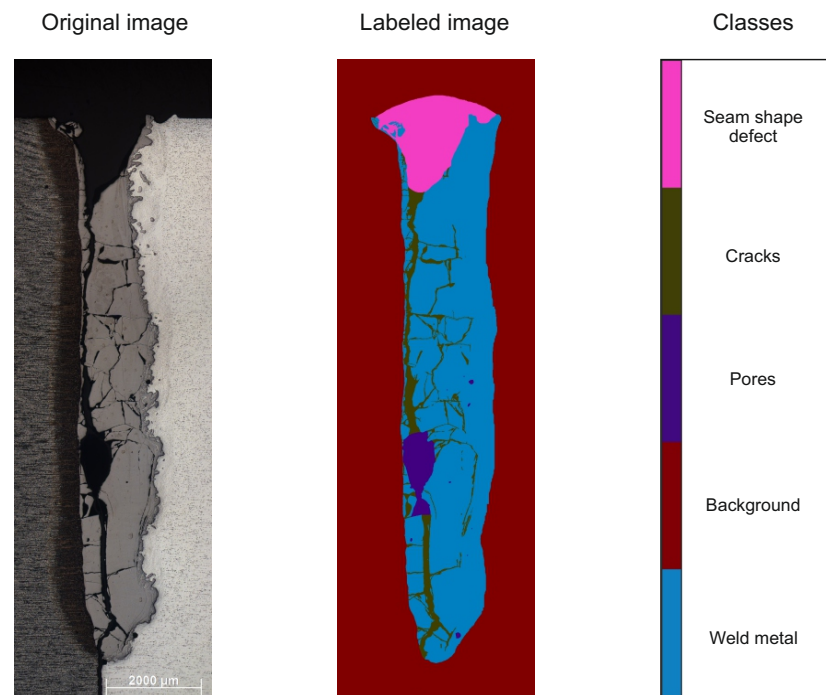 Original image
Labeled image
Classes
Seam shape
defect
Cracks
Pores
Background
Weld metal
2000 µm